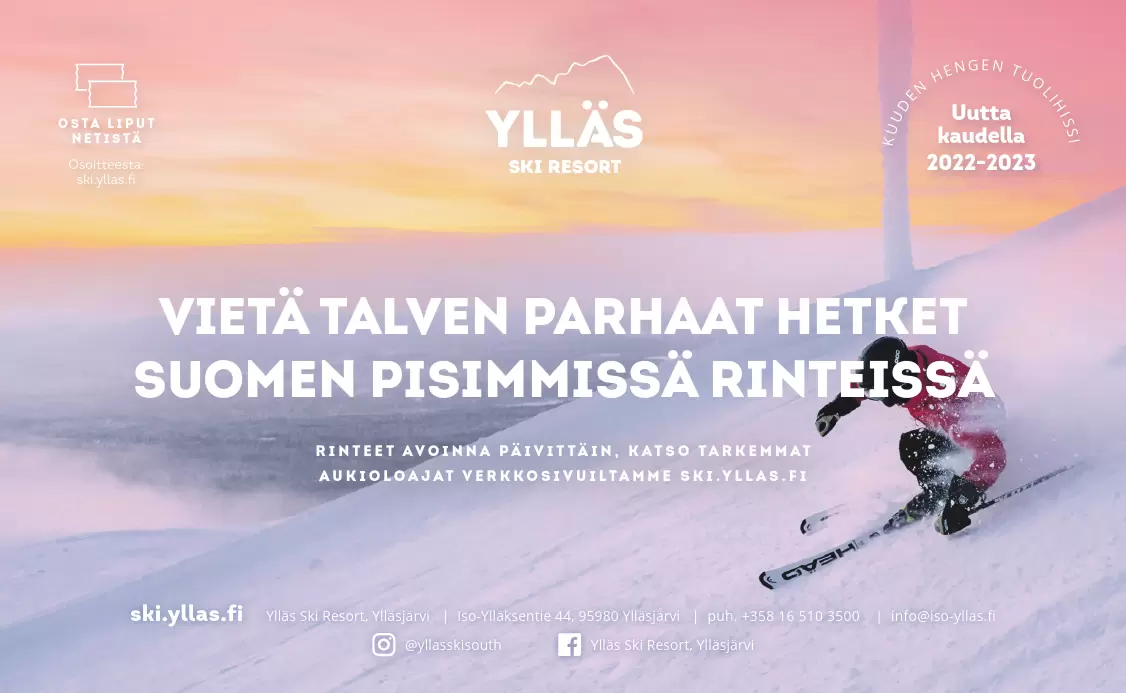 OSTA LIPUT
NETISTÄ
Osoitteesta:
ski.yllas.fi
YLLÄS
SKI RESORT
KUUDEN HENGEN TUOLIHISSI
Uutta
kaudella
2022-2023
VIETÄ TALVEN PARHAAT HETKET
SUOMEN PISIMMISSÄ RINTEISSÄ
RINTEET AVOINNA PÄIVITTÄIN, KATSO TARKEMMAT
AUKIOLOAJAT VERKKOSIVUILTAMME SKI.YLLAS.FI
HEAD
ski.yllas.fi Ylläs Ski Resort, Ylläsjärvi | Iso-Ylläksentie 44, 95980 Ylläsjärvi | puh. +358 16 510 3500 | info@iso-yllas.fi
@yllasskisouth Ylläs Ski Resort, Ylläsjärvi